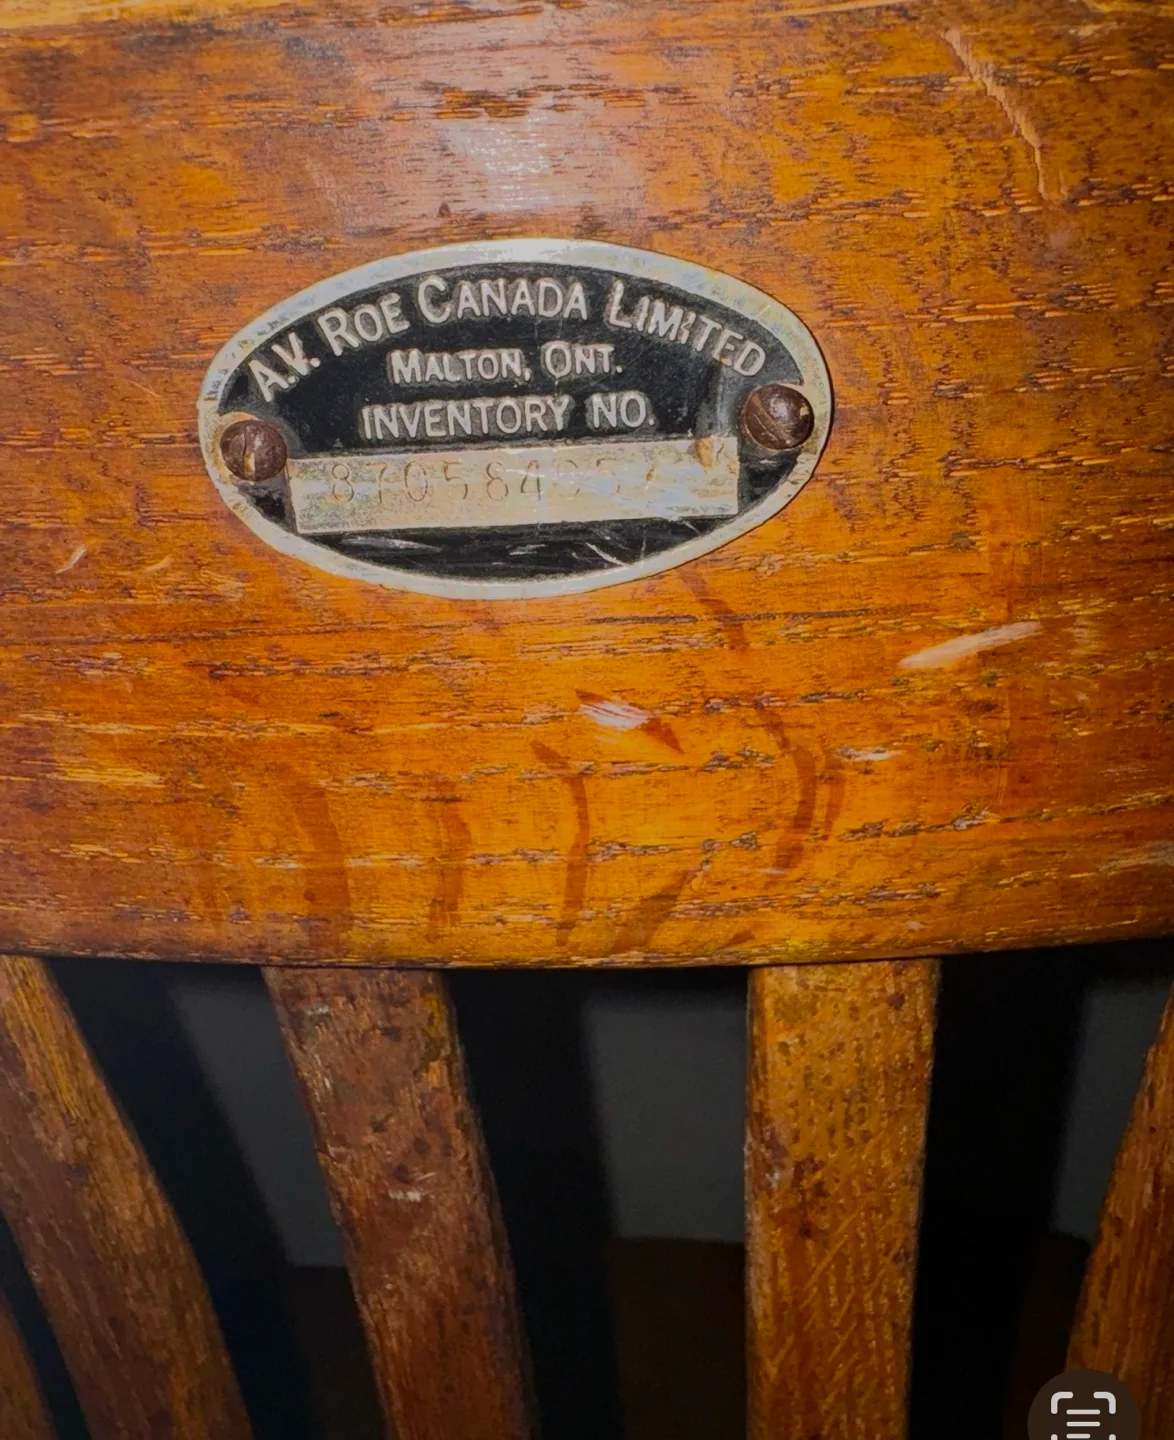 A.V. ROE CANADA LIMITED
MALTON, ONT.
INVENTORY NO.